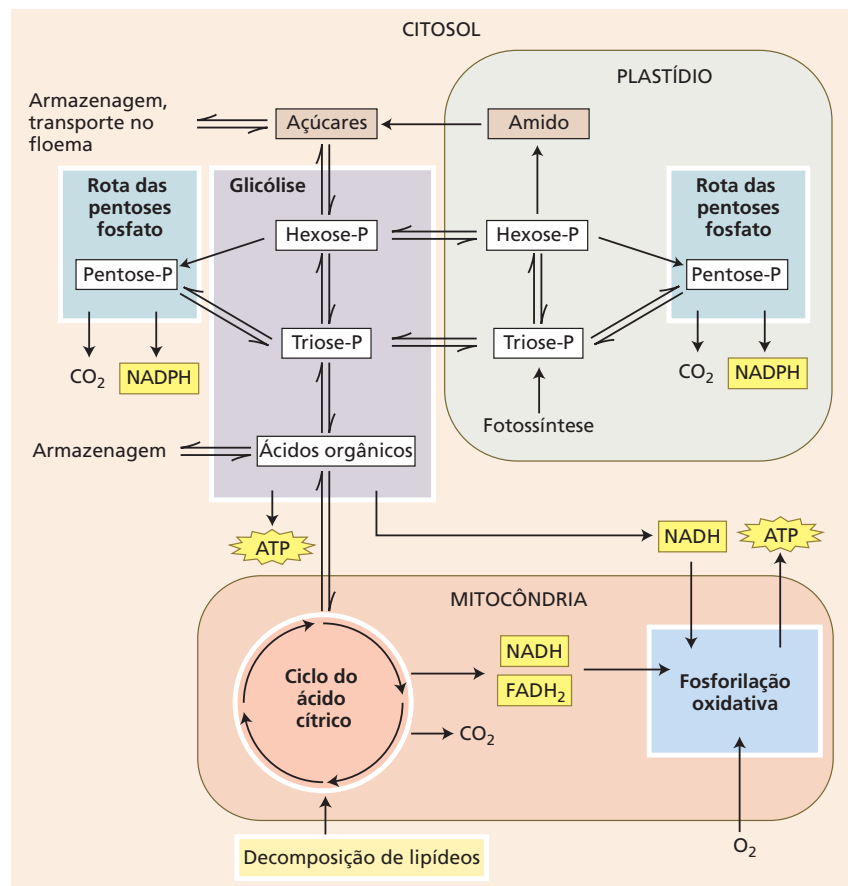 CITOSOL
PLASTÍDIO
Armazenagem,
transporte no
floema
Açúcares
Amido
Rota das
pentoses
fosfato
Glicólise
Rota das
pentoses
fosfato
Hexose-P
Hexose-P
Pentose-P
Pentose-P
Triose-P
Triose-P
CO2
NADPH
CO2
NADPH
Fotossíntese
Armazenagem
Ácidos orgânicos
ATP
NADH
ATP
MITOCÔNDRIA
Ciclo do
ácido
cítrico
NADH
FADH2
CO2
Fosforilação
oxidativa
Decomposição de lipídeos
O2